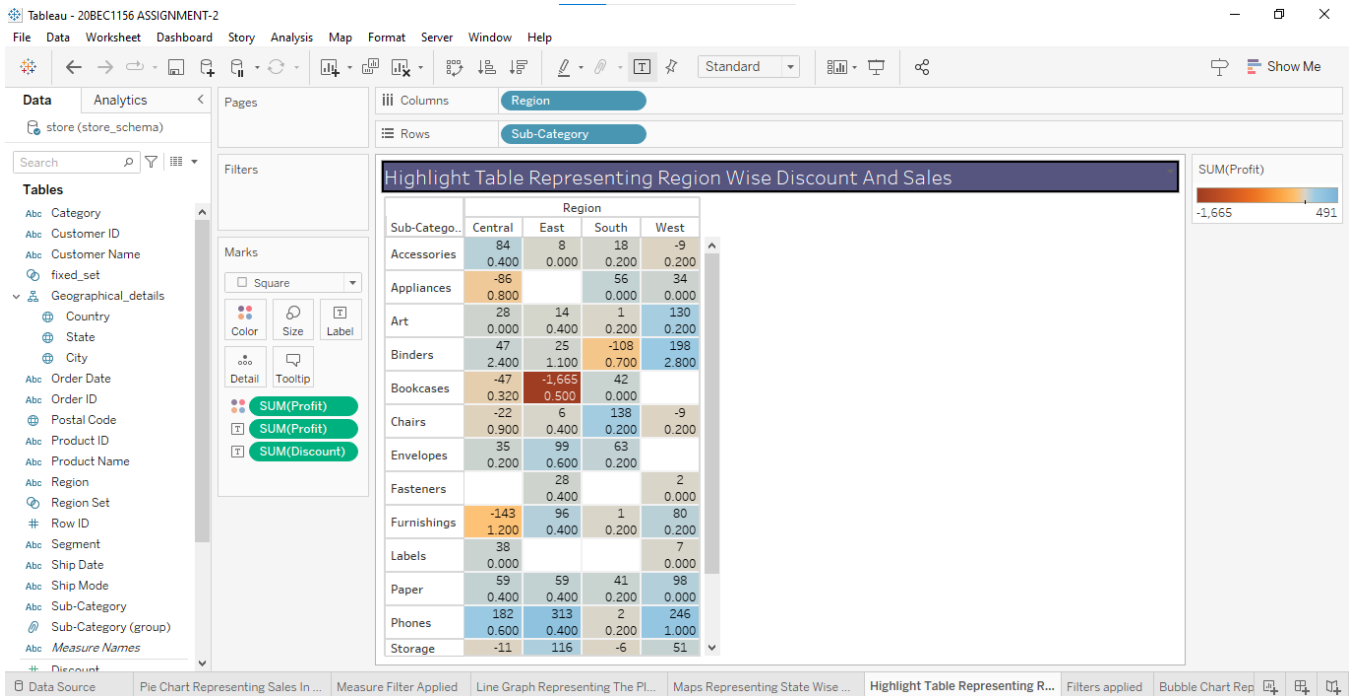 Tableau - 20BEC1156 ASSIGNMENT-2
File Data Worksheet Dashboard Story Analysis Map Format Server Window Help
Standard
Show Me
Data Analytics
store (store_schema)
Search
Tables
Abc Category
Abc Customer ID
Abc Customer Name
fixed_set
Geographical_details
Country
State
City
Abc Order Date
Abc Order ID
Postal Code
Abc Product ID
Abc Product Name
Abc Region
Region Set
# Row ID
Abc Segment
Abc Ship Date
Abc Ship Mode
Abc Sub-Category
Sub-Category (group)
Abc Measure Names
# Discount
Pages
Filters
Marks
Square
Color Size Label
Detail Tooltip
SUM(Profit)
T SUM(Profit)
T SUM(Discount)
Columns Region
Rows Sub-Category
Highlight Table Representing Region Wise Discount And Sales
Region
Sub-Catego.. Central East South West
Accessories 84 8 18 -9
0.400 0.000 0.200 0.200
Appliances -86 56 34
0.800 0.000 0.000
Art 28 14 1 130
0.000 0.400 0.200 0.200
Binders 47 25 -108 198
2.400 1.100 0.700 2.800
Bookcases -47 -1,665 42
0.320 0.500 0.000
Chairs -22 6 138 -9
0.900 0.400 0.200 0.200
Envelopes 35 99 63
0.200 0.600 0.200
Fasteners 28 2
0.400 0.000
Furnishings -143 96 1 80
1.200 0.400 0.200 0.200
Labels 38 7
0.000 0.000
Paper 59 59 41 98
0.400 0.400 0.200 0.000
Phones 182 313 2 246
0.600 0.400 0.200 1.000
Storage -11 116 -6 51
SUM(Profit)
-1,665 491
Data Source Pie Chart Representing Sales In ... Measure Filter Applied Line Graph Representing The Pl... Maps Representing State Wise ... Highlight Table Representing R... Filters applied Bubble Chart Rep